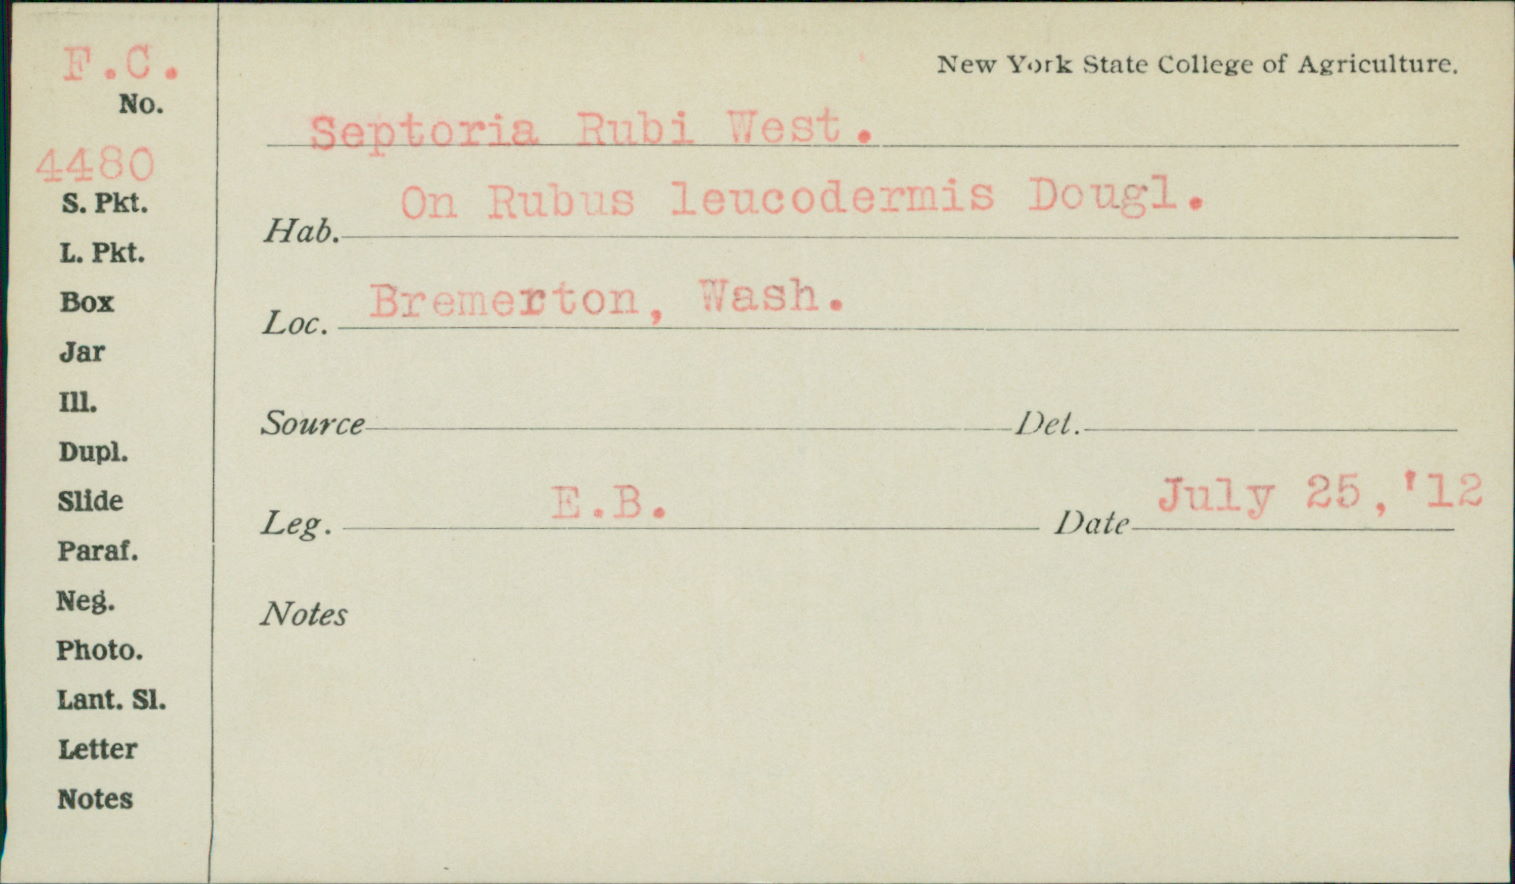 F.C.
No.
4480
S. Pkt.
L. Pkt.
Box
Jar
Ill.
Dupl.
Slide
Paraf.
Neg.
Photo.
Lant. Sl.
Letter
Notes
New York State College of Agriculture.
Septoria Rubi West.
Hab. On Rubus leucodermis Dougl.
Loc. Bremerton, Wash.
Source Det.
Leg. E.B. Date July 25,'12
Notes